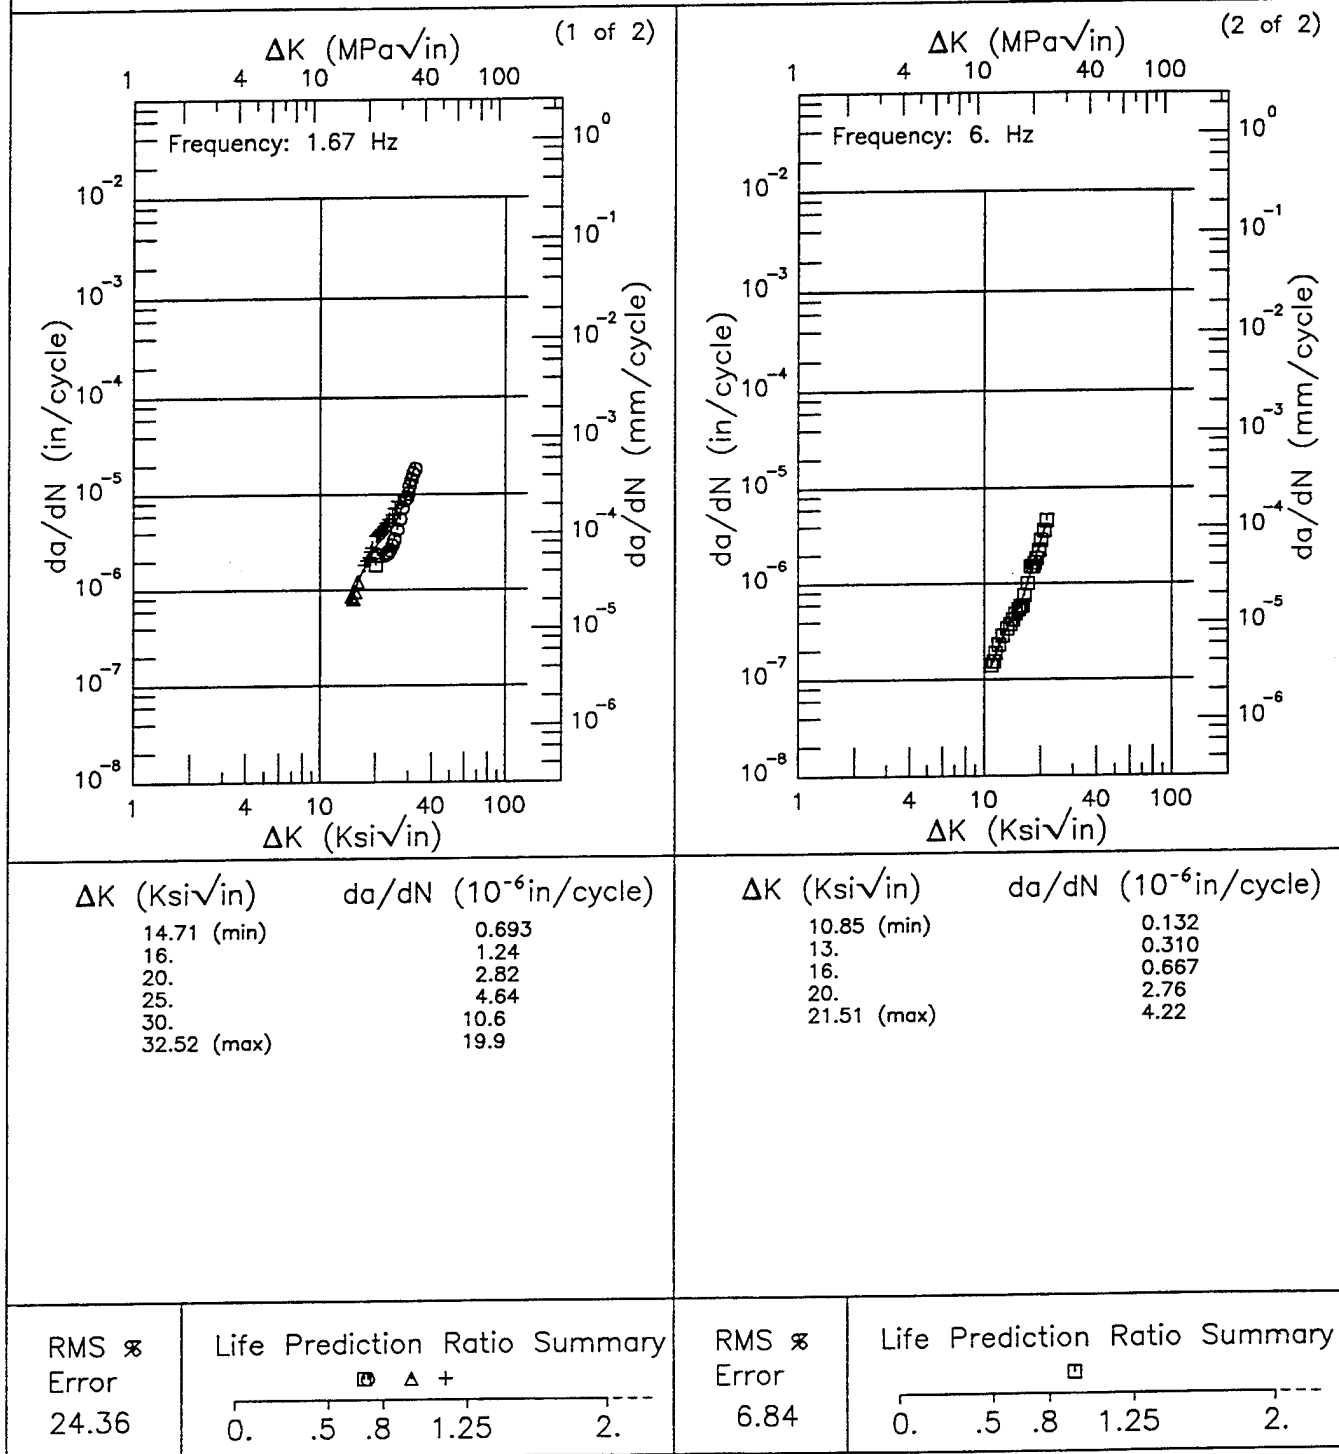 (1 of 2)
ΔK (MPa√in)
1 4 10 40 100
Frequency: 1.67 Hz
10⁰
10⁻²
10⁻¹
10⁻³
10⁻²
10⁻⁴
10⁻³
10⁻⁵
10⁻⁴
10⁻⁶
10⁻⁵
10⁻⁷
10⁻⁶
10⁻⁸
da/dN (in/cycle)
da/dN (mm/cycle)
1 4 10 40 100
ΔK (Ksi√in)
ΔK (Ksi√in) da/dN (10⁻⁶in/cycle)
14.71 (min) 0.693
16. 1.24
20. 2.82
25. 4.64
30. 10.6
32.52 (max) 19.9
RMS %
Error
24.36
Life Prediction Ratio Summary
0. .5 .8 1.25 2.
(2 of 2)
ΔK (MPa√in)
1 4 10 40 100
Frequency: 6. Hz
10⁰
10⁻²
10⁻¹
10⁻³
10⁻²
10⁻⁴
10⁻³
10⁻⁵
10⁻⁴
10⁻⁶
10⁻⁵
10⁻⁷
10⁻⁶
10⁻⁸
da/dN (in/cycle)
da/dN (mm/cycle)
1 4 10 40 100
ΔK (Ksi√in)
ΔK (Ksi√in) da/dN (10⁻⁶in/cycle)
10.85 (min) 0.132
13. 0.310
16. 0.667
20. 2.76
21.51 (max) 4.22
RMS %
Error
6.84
Life Prediction Ratio Summary
0. .5 .8 1.25 2.